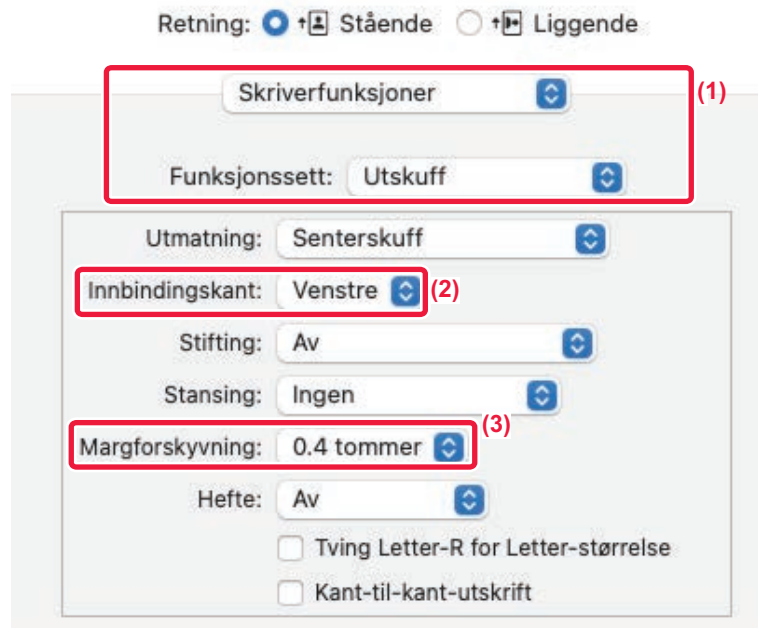 Retning: Stående Liggende
Skriverfunksjoner (1)
Funksjonssett: Utskuff
Utmatning: Senterskuff
Innbindingskant: Venstre (2)
Stifting: Av
Stansing: Ingen
(3)
Margforskyvning: 0.4 tommer
Hefte: Av
Tving Letter-R for Letter-størrelse
Kant-til-kant-utskrift